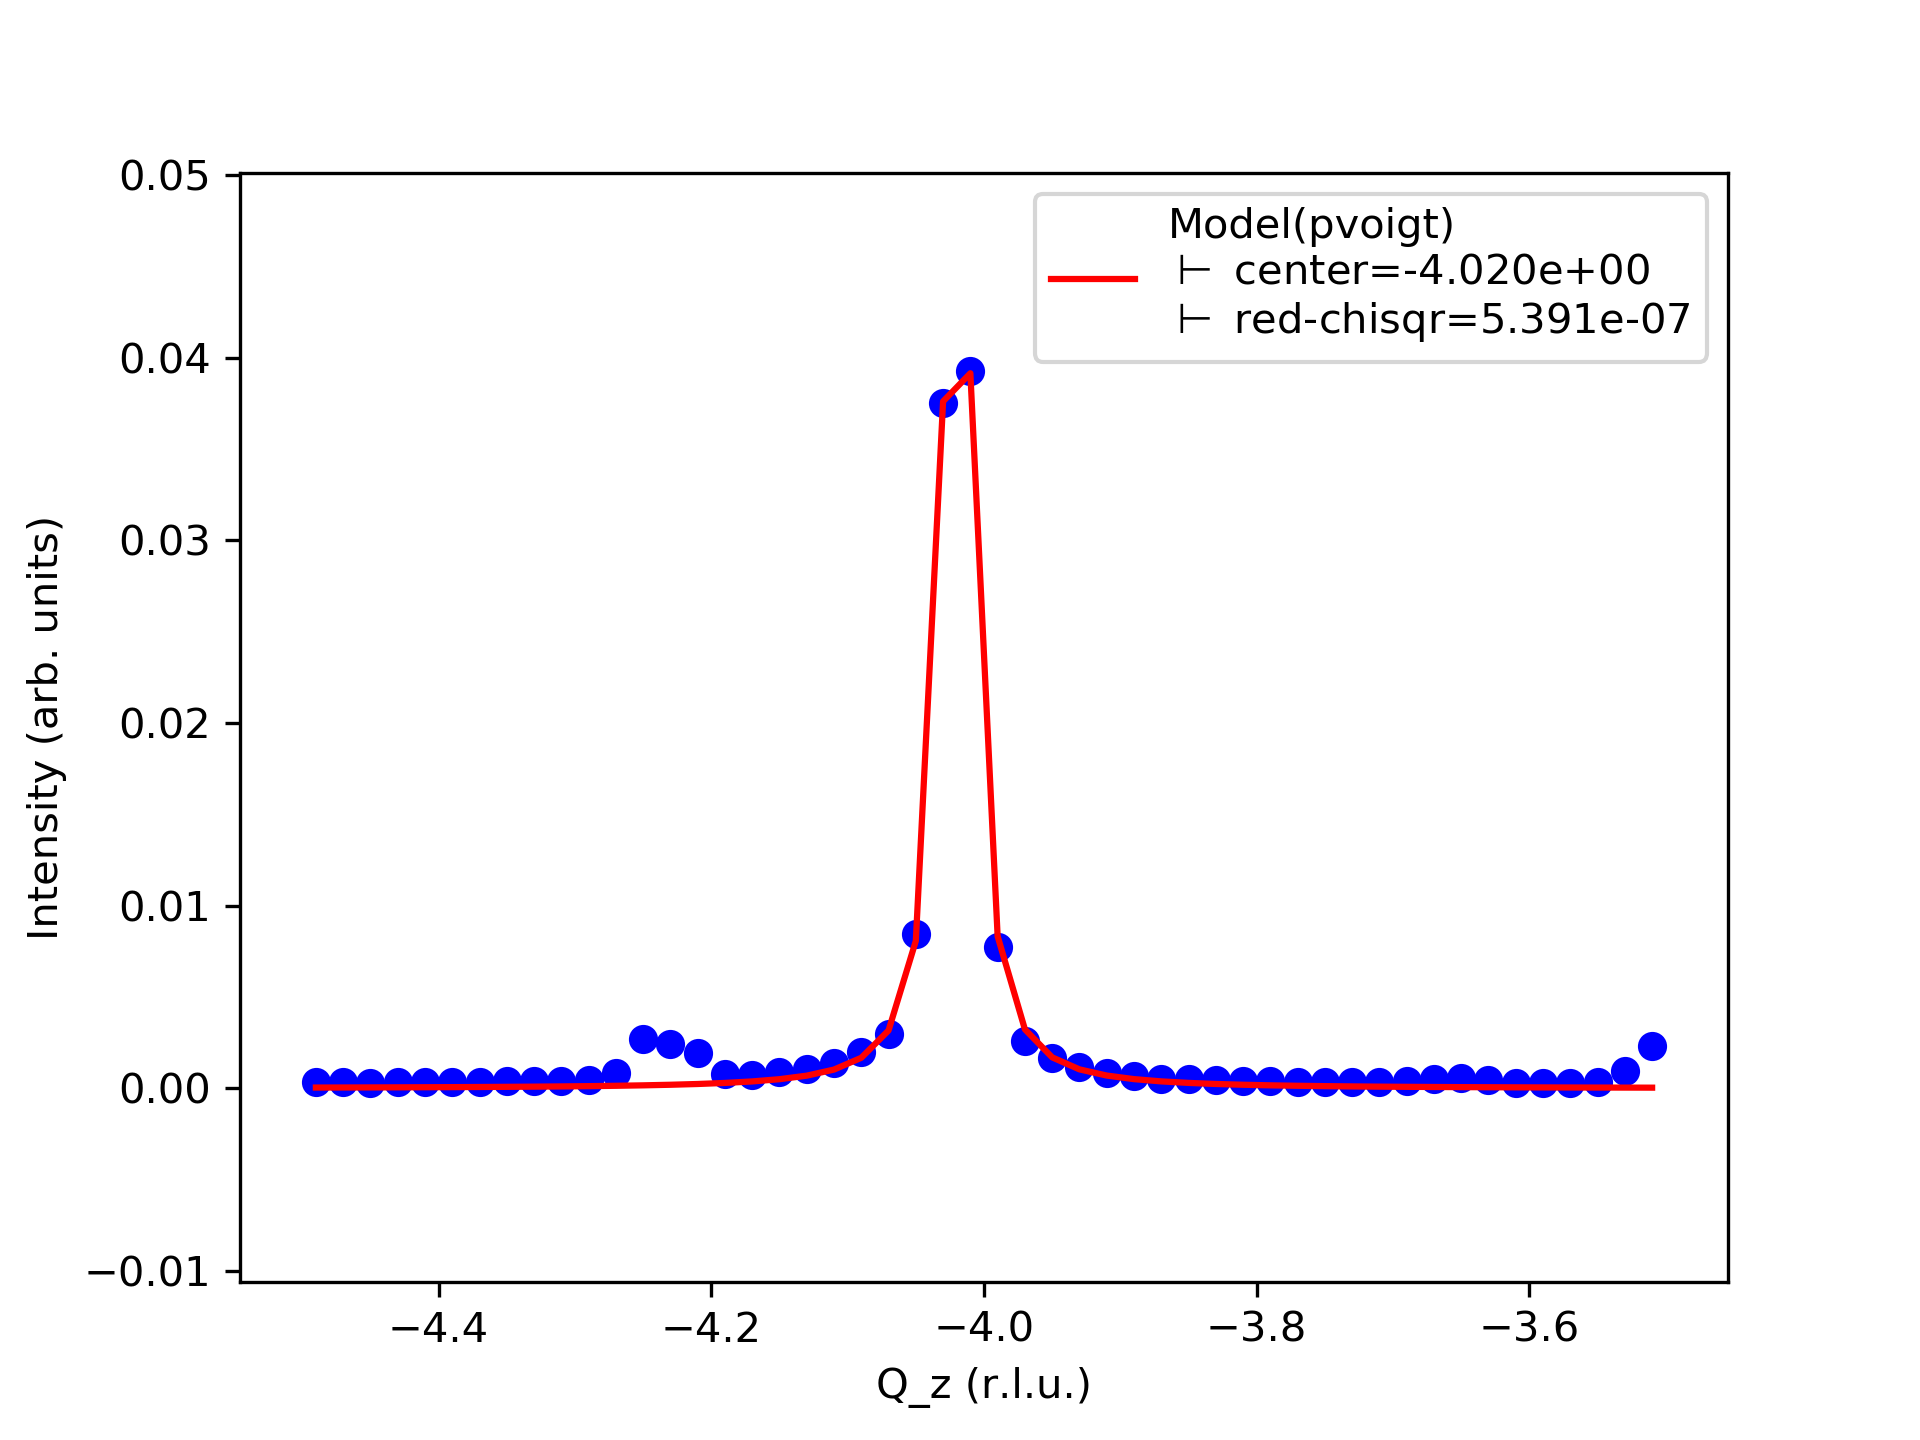 0.05
0.04
0.03
0.02
0.01
0.00
−0.01
Intensity (arb. units)
Model(pvoigt)
⊢ center=-4.020e+00
⊢ red-chisqr=5.391e-07
−4.4 −4.2 −4.0 −3.8 −3.6
Q_z (r.l.u.)